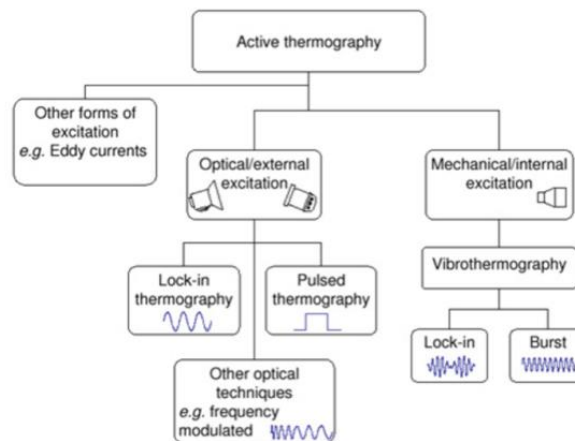 Active thermography
Other forms of
excitation
e.g. Eddy currents
Optical/external
excitation
Mechanical/internal
excitation
Lock-in
thermography
Pulsed
thermography
Vibrothermography
Lock-in
Burst
Other optical
techniques
e.g. frequency
modulated